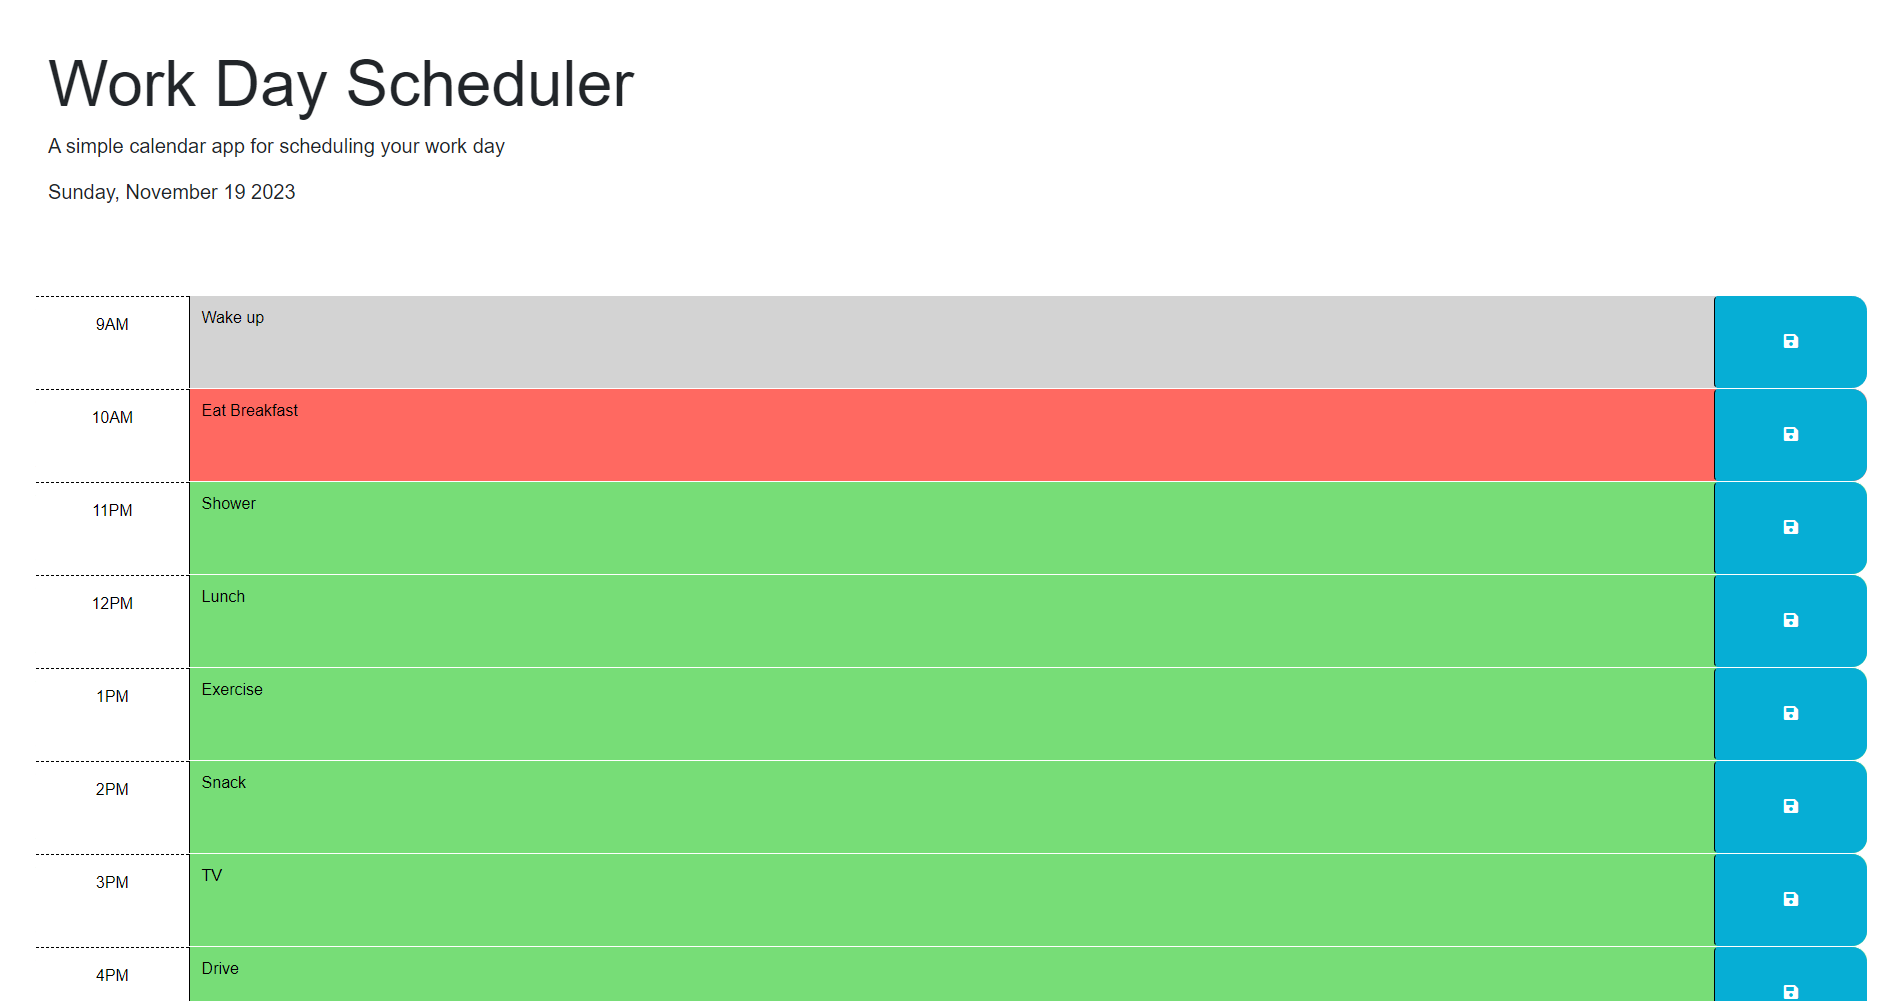 Work Day Scheduler
A simple calendar app for scheduling your work day
Sunday, November 19 2023
9AM
Wake up
10AM
Eat Breakfast
11PM
Shower
12PM
Lunch
1PM
Exercise
2PM
Snack
3PM
TV
4PM
Drive